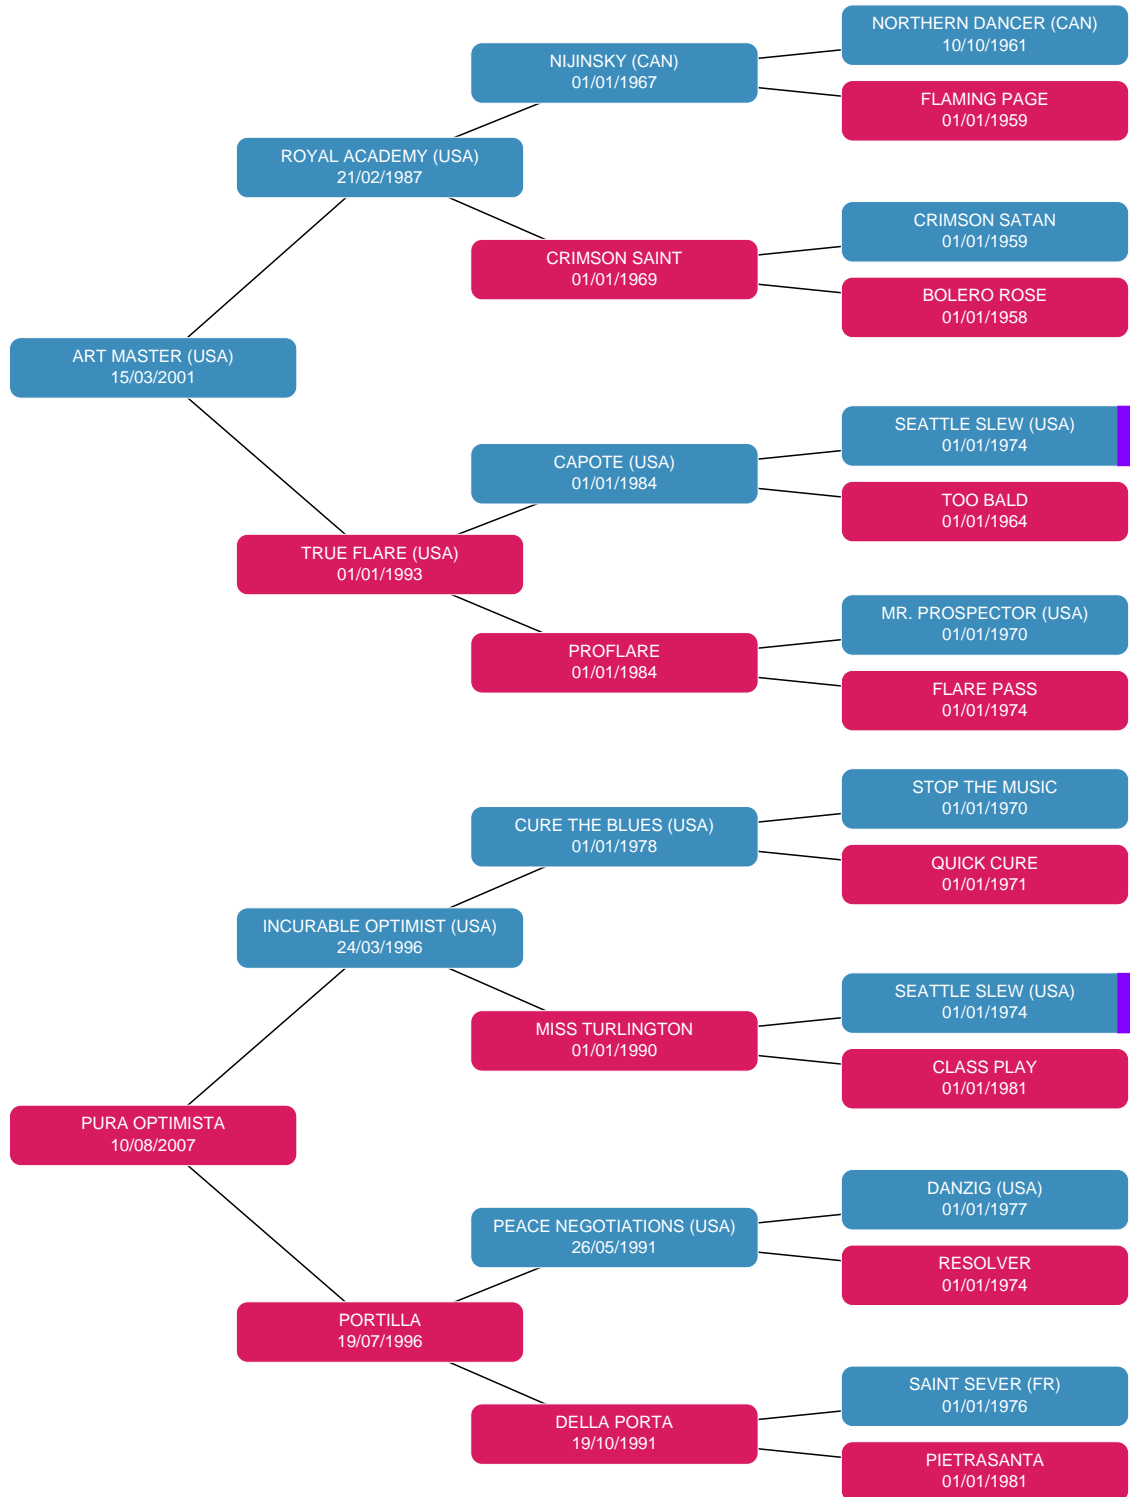 NORTHERN DANCER (CAN)
10/10/1961
NIJINSKY (CAN)
01/01/1967
FLAMING PAGE
01/01/1959
ROYAL ACADEMY (USA)
21/02/1987
CRIMSON SATAN
01/01/1959
CRIMSON SAINT
01/01/1969
BOLERO ROSE
01/01/1958
ART MASTER (USA)
15/03/2001
SEATTLE SLEW (USA)
01/01/1974
CAPOTE (USA)
01/01/1984
TOO BALD
01/01/1964
TRUE FLARE (USA)
01/01/1993
MR. PROSPECTOR (USA)
01/01/1970
PROFLARE
01/01/1984
FLARE PASS
01/01/1974
STOP THE MUSIC
01/01/1970
CURE THE BLUES (USA)
01/01/1978
QUICK CURE
01/01/1971
INCURABLE OPTIMIST (USA)
24/03/1996
SEATTLE SLEW (USA)
01/01/1974
MISS TURLINGTON
01/01/1990
CLASS PLAY
01/01/1981
PURA OPTIMISTA
10/08/2007
DANZIG (USA)
01/01/1977
PEACE NEGOTIATIONS (USA)
26/05/1991
RESOLVER
01/01/1974
PORTILLA
19/07/1996
SAINT SEVER (FR)
01/01/1976
DELLA PORTA
19/10/1991
PIETRASANTA
01/01/1981